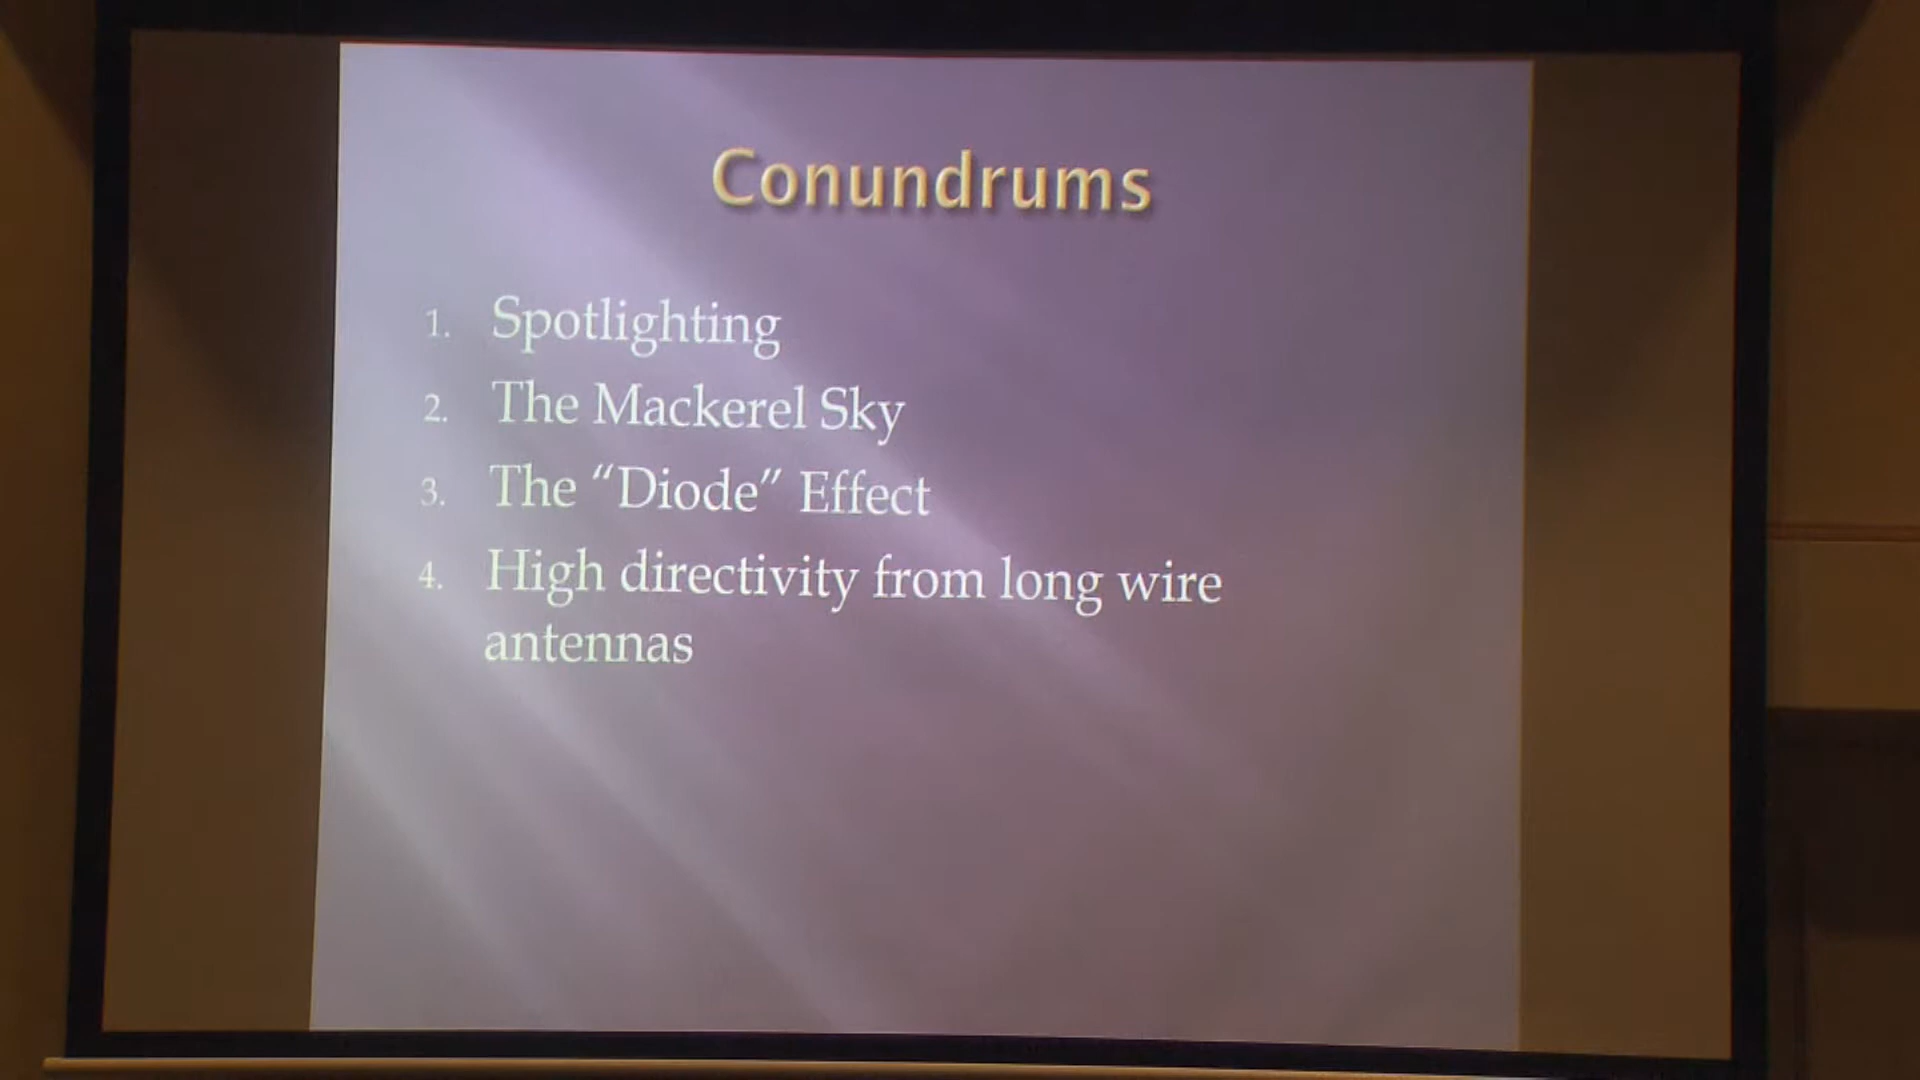 Conundrums
1. Spotlighting
2. The Mackerel Sky
3. The “Diode” Effect
4. High directivity from long wire
antennas